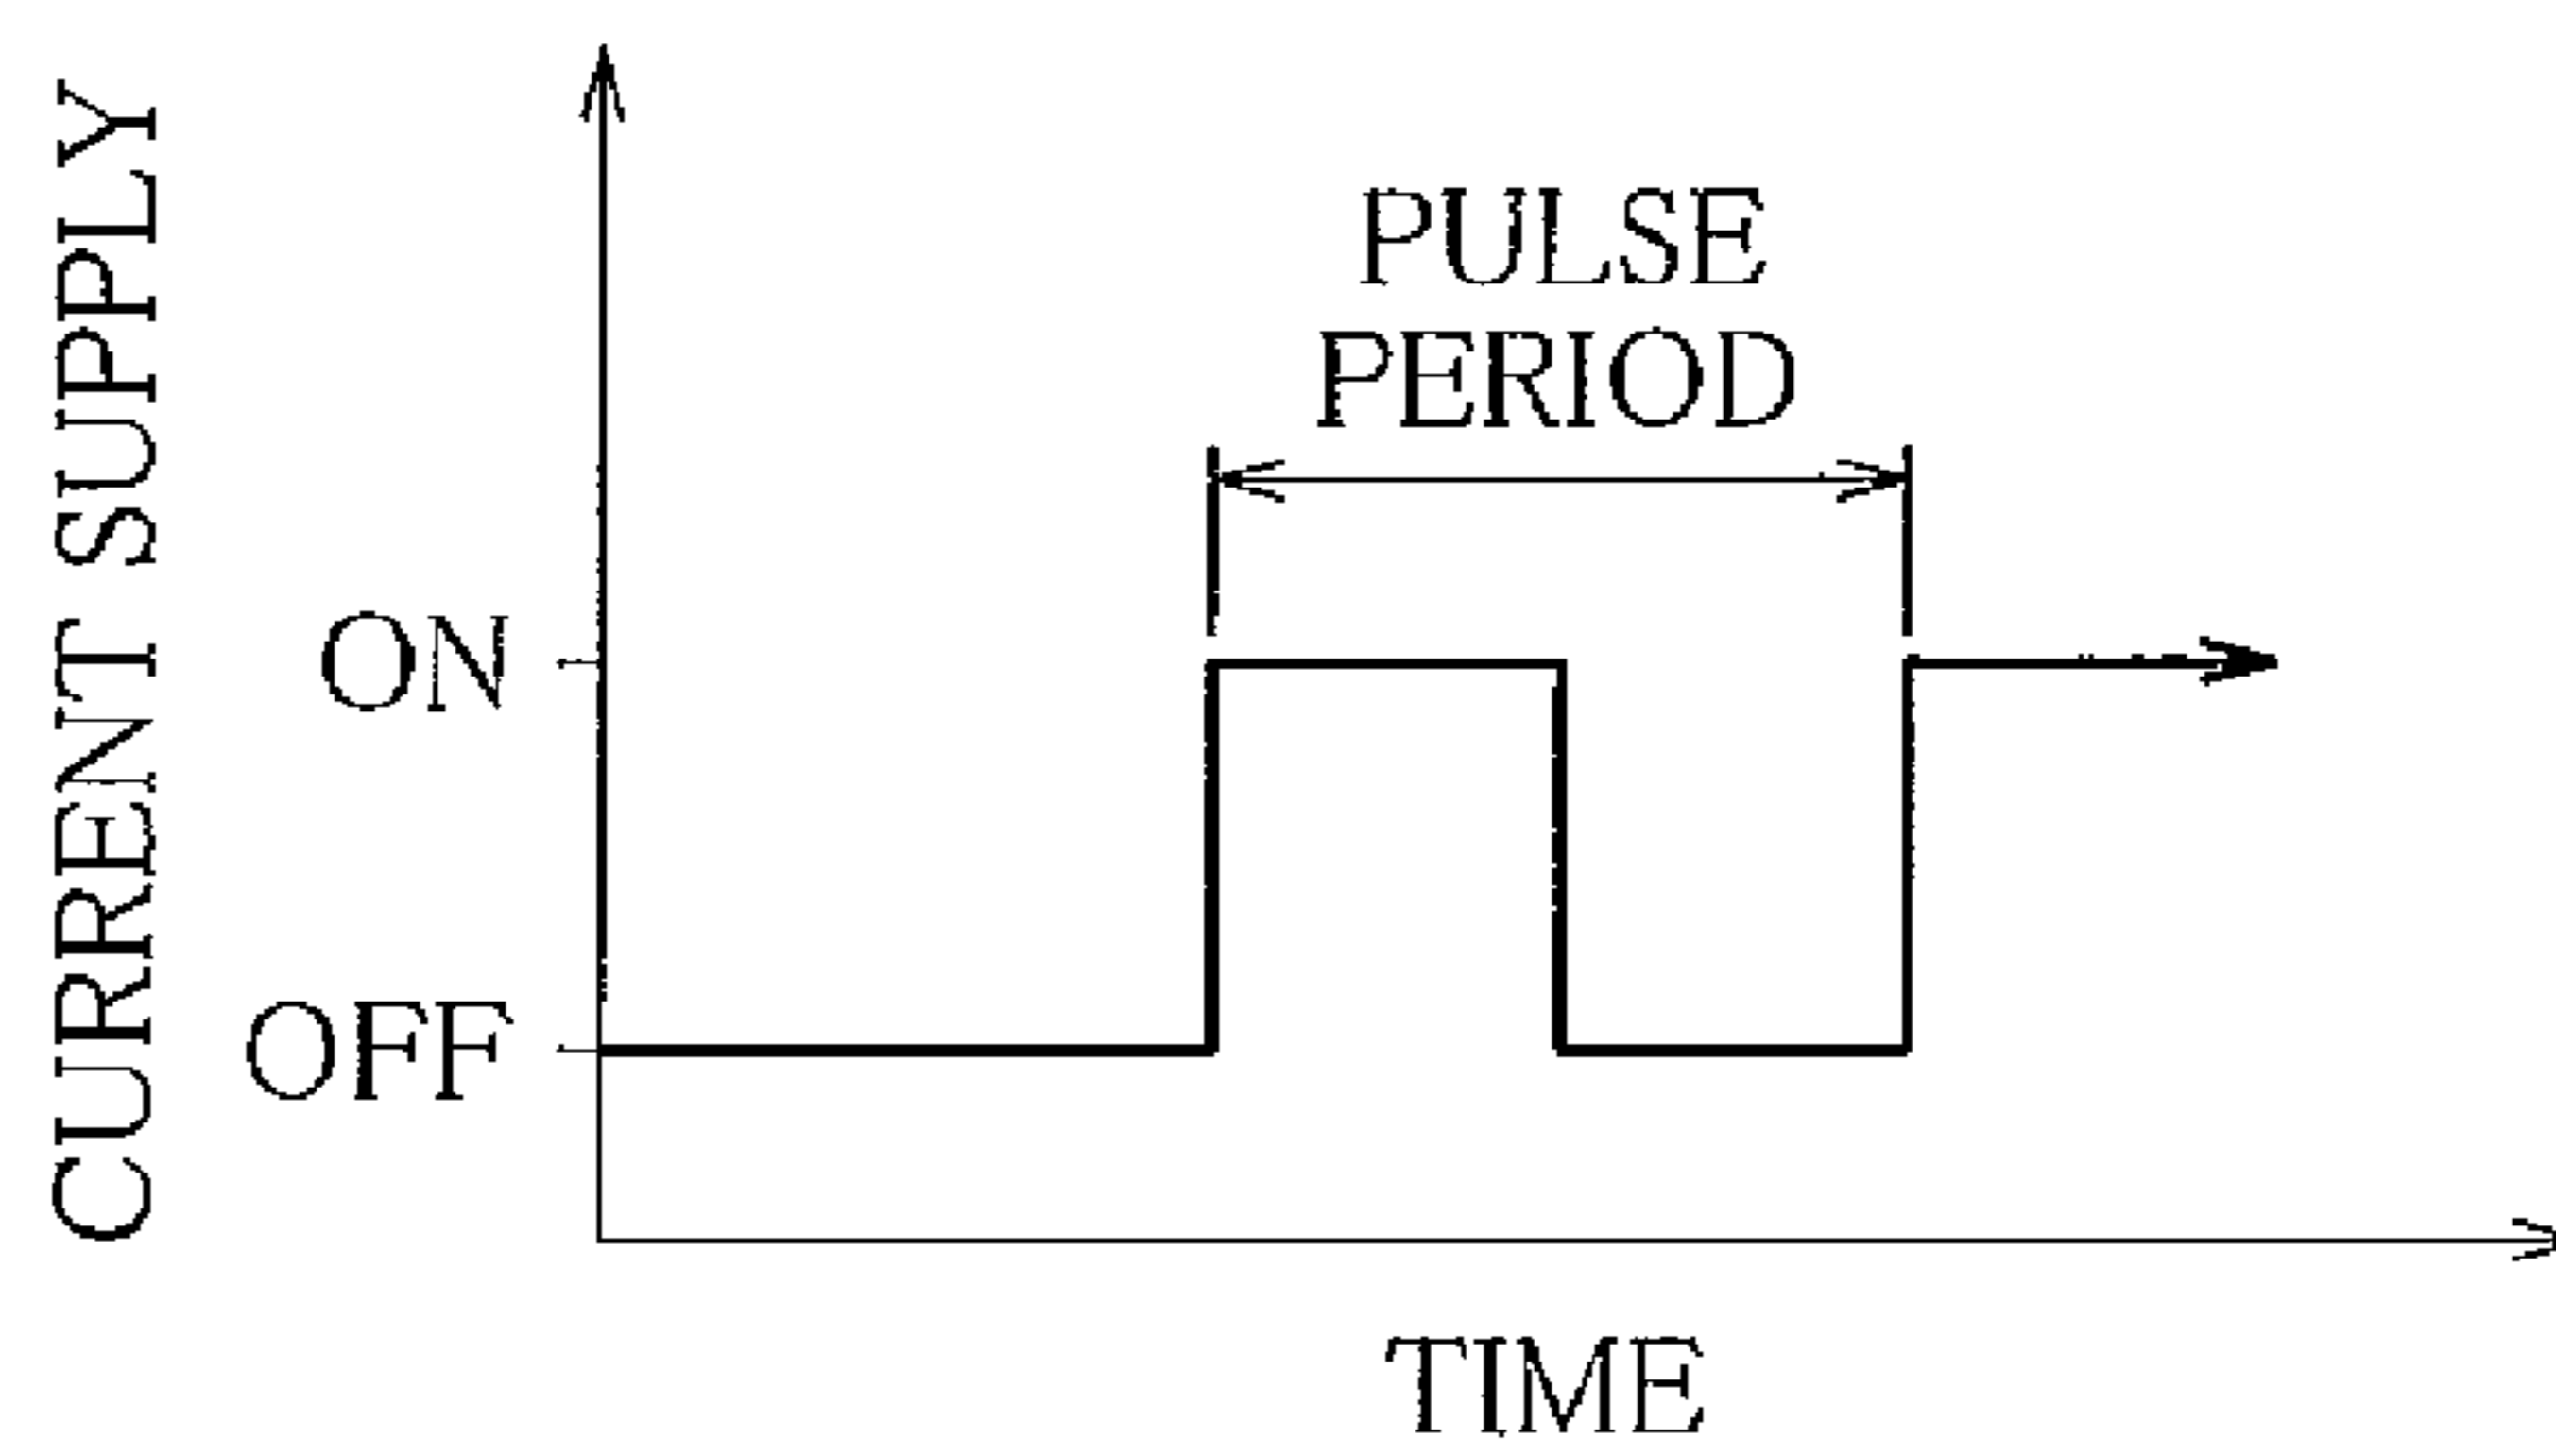 CURRENT SUPPLY
PULSE
PERIOD
ON
OFF
TIME